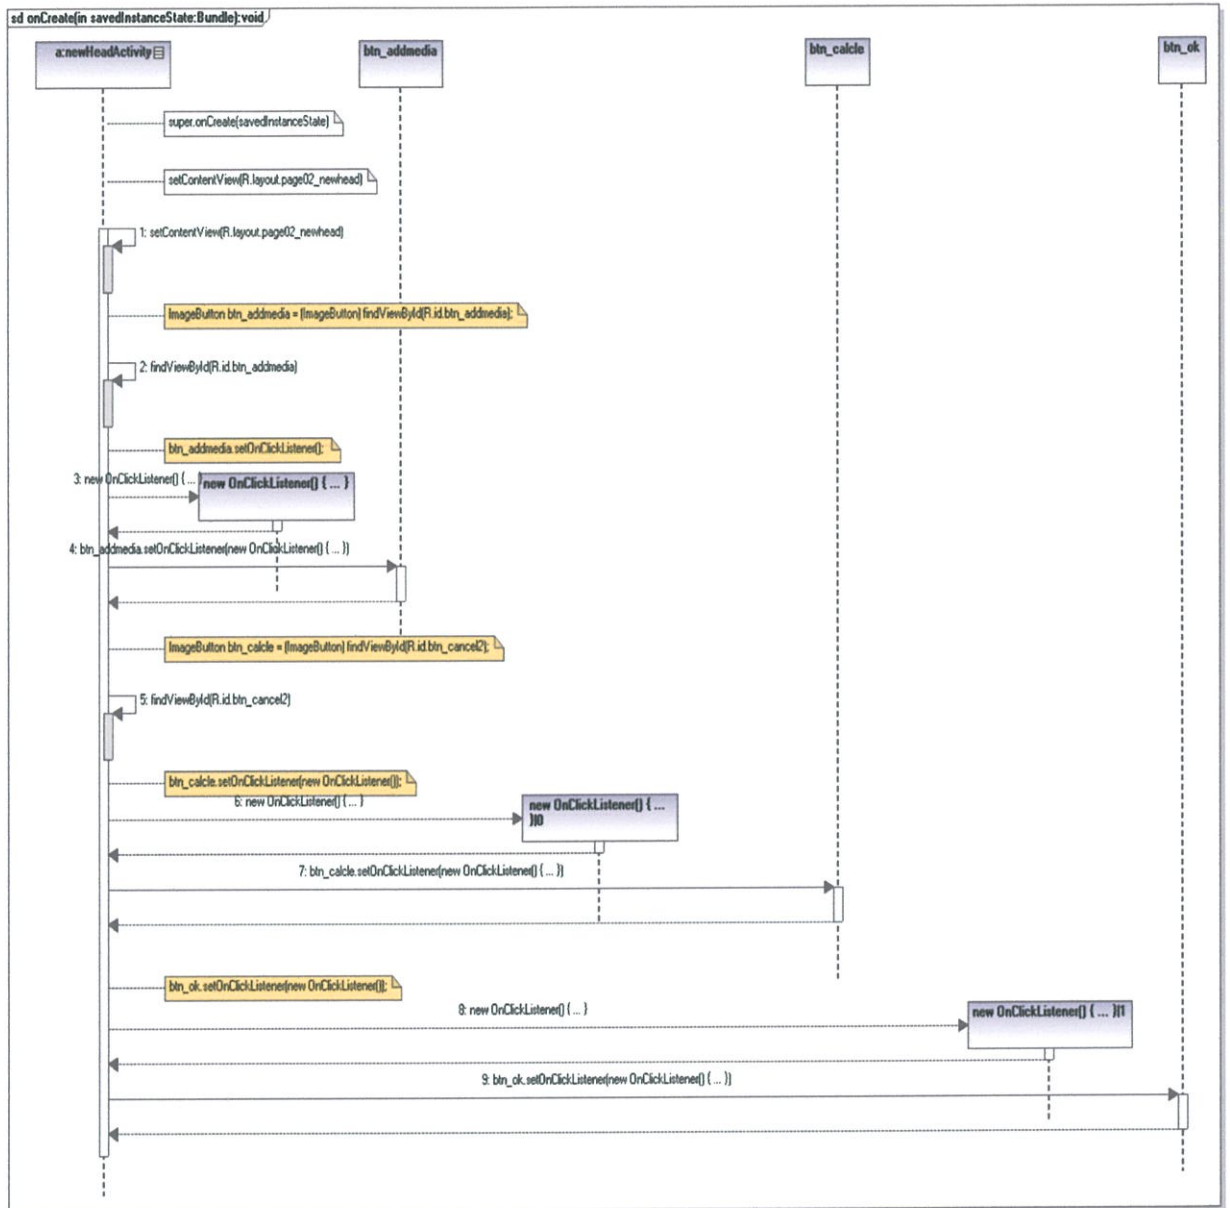 sd onCreate(in savedInstanceState:Bundle):void
a:newHeadActivity
btn_addmedia
btn_calcle
btn_ok
super.onCreate(savedInstanceState)
setContentView(R.layout.page02_newhead)
1: setContentView(R.layout.page02_newhead)
ImageButton btn_addmedia = (ImageButton) findViewById(R.id.btn_addmedia);
2: findViewById(R.id.btn_addmedia)
btn_addmedia.setOnClickListener();
3: new OnClickListener() { ... }
new OnClickListener() { ... }
4: btn_addmedia.setOnClickListener(new OnClickListener() { ... })
ImageButton btn_calcle = (ImageButton) findViewById(R.id.btn_cancel2);
5: findViewById(R.id.btn_cancel2)
btn_calcle.setOnClickListener(new OnClickListener());
6: new OnClickListener() { ... }
new OnClickListener() { ...
}|0
7: btn_calcle.setOnClickListener(new OnClickListener() { ... })
btn_ok.setOnClickListener(new OnClickListener());
8: new OnClickListener() { ... }
new OnClickListener() { ... }|1
9: btn_ok.setOnClickListener(new OnClickListener() { ... })